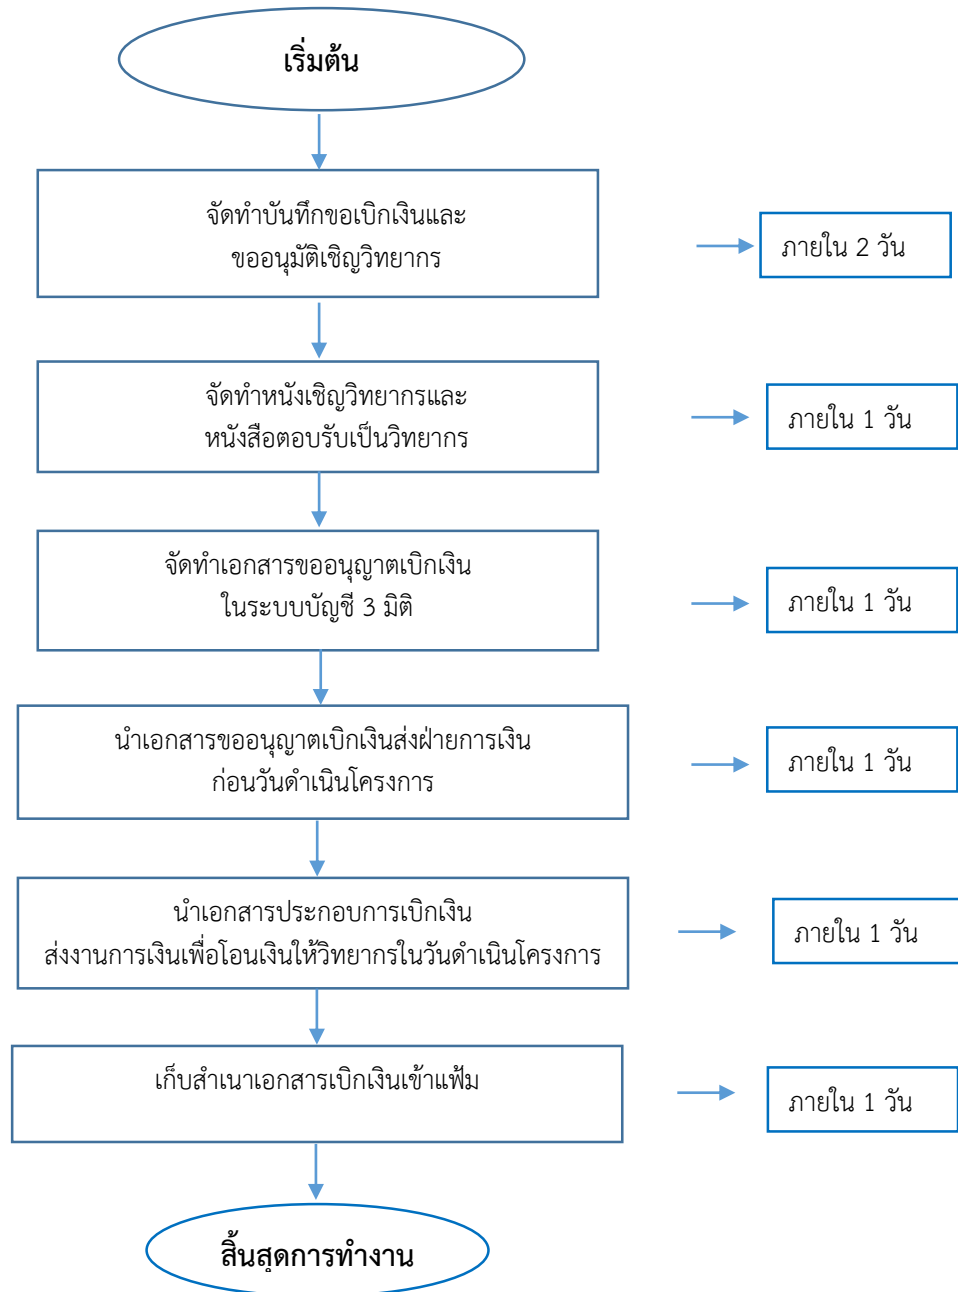 เริ่มต้น
จัดทำบันทึกขอเบิกเงินและ
ขออนุมัติเชิญวิทยากร
ภายใน 2 วัน
จัดทำหนังเชิญวิทยากรและ
หนังสือตอบรับเป็นวิทยากร
ภายใน 1 วัน
จัดทำเอกสารขออนุญาตเบิกเงิน
ในระบบบัญชี 3 มิติ
ภายใน 1 วัน
นำเอกสารขออนุญาตเบิกเงินส่งฝ่ายการเงิน
ก่อนวันดำเนินโครงการ
ภายใน 1 วัน
นำเอกสารประกอบการเบิกเงิน
ส่งงานการเงินเพื่อโอนเงินให้วิทยากรในวันดำเนินโครงการ
ภายใน 1 วัน
เก็บสำเนาเอกสารเบิกเงินเข้าแฟ้ม
ภายใน 1 วัน
สิ้นสุดการทำงาน